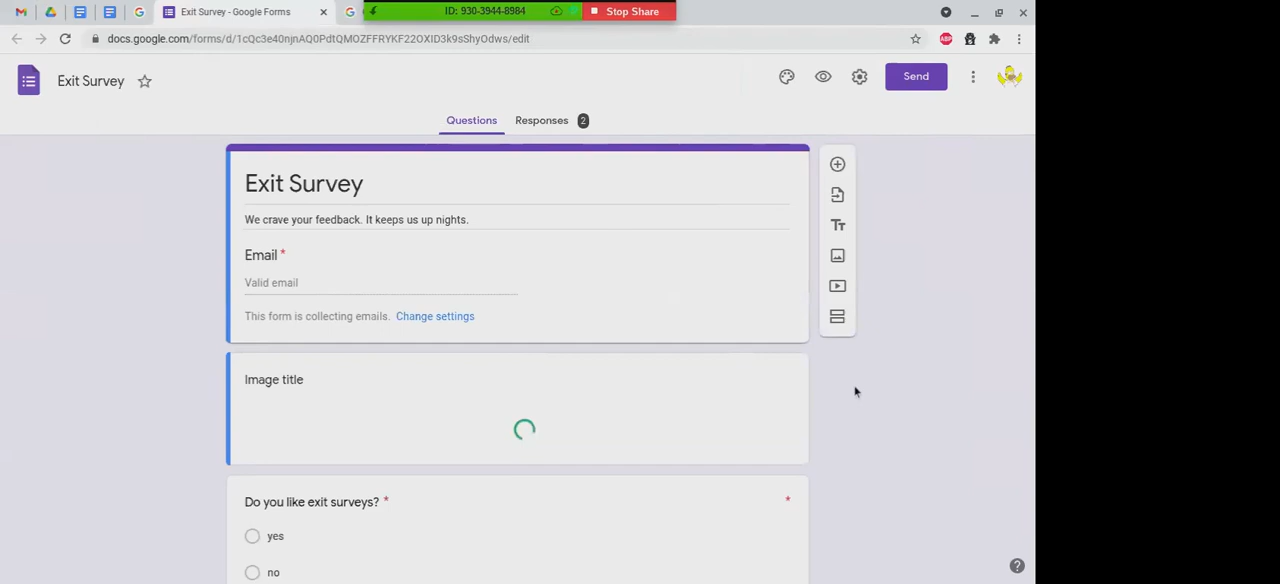 Exit Survey - Google Forms
ID: 930-3944-8984
Stop Share
docs.google.com/forms/d/1cQc3e40njnAQ0PdtQMOZFFRYKF22OXID3k9sShyOdws/edit
ABP
Exit Survey
Send
Questions
Responses 2
Exit Survey
We crave your feedback. It keeps us up nights.
Email *
Valid email
This form is collecting emails. Change settings
Image title
Do you like exit surveys? *
*
yes
no